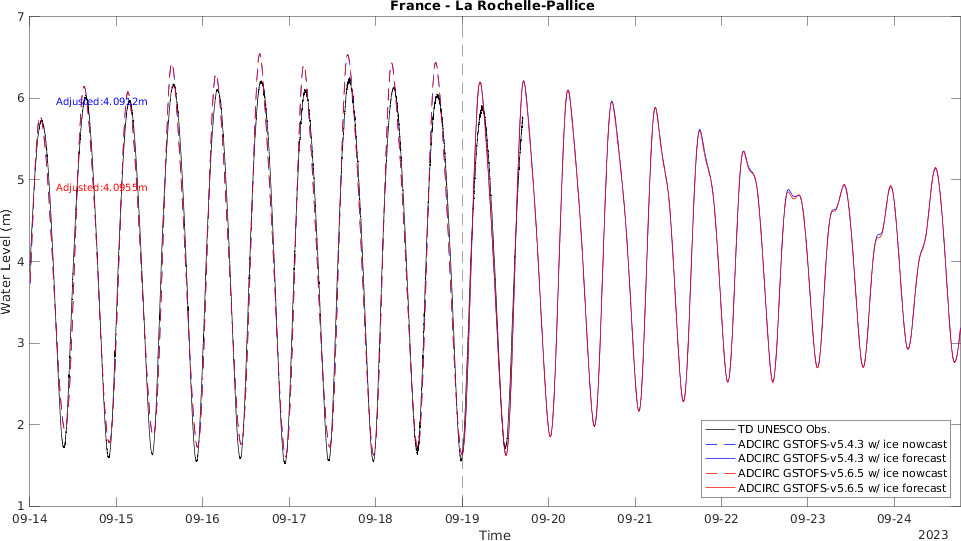 France - La Rochelle-Pallice
7
6
5
4
3
2
1
Water Level (m)
Adjusted:4.0912m
Adjusted:4.0955m
TD UNESCO Obs.
ADCIRC GSTOFS-v5.4.3 w/ ice nowcast
ADCIRC GSTOFS-v5.4.3 w/ ice forecast
ADCIRC GSTOFS-v5.6.5 w/ ice nowcast
ADCIRC GSTOFS-v5.6.5 w/ ice forecast
09-14 09-15 09-16 09-17 09-18 09-19 09-20 09-21 09-22 09-23 09-24
Time
2023